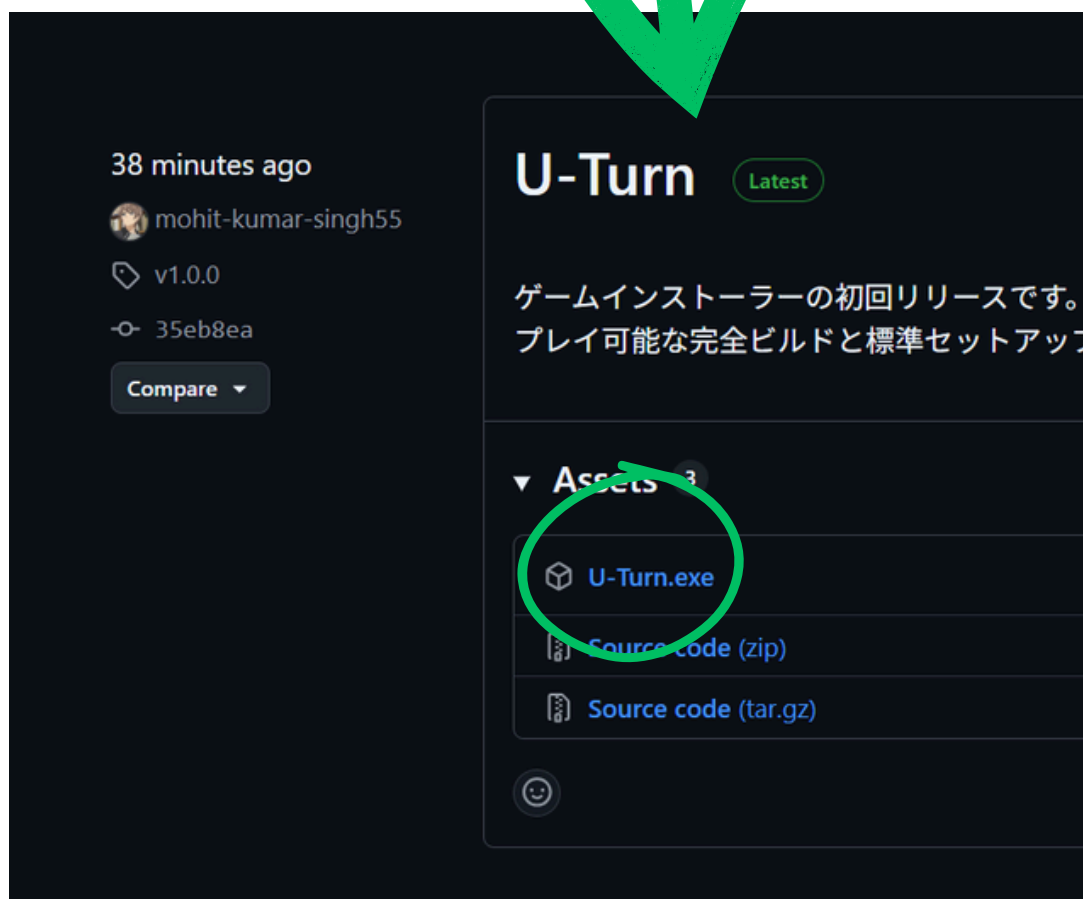 38 minutes ago
mohit-kumar-singh55
v1.0.0
35eb8ea
Compare
U-Turn Latest
ゲームインストーラーの初回リリースです。
プレイ可能な完全ビルドと標準セットアップ
Assets 3
U-Turn.exe
Source code (zip)
Source code (tar.gz)